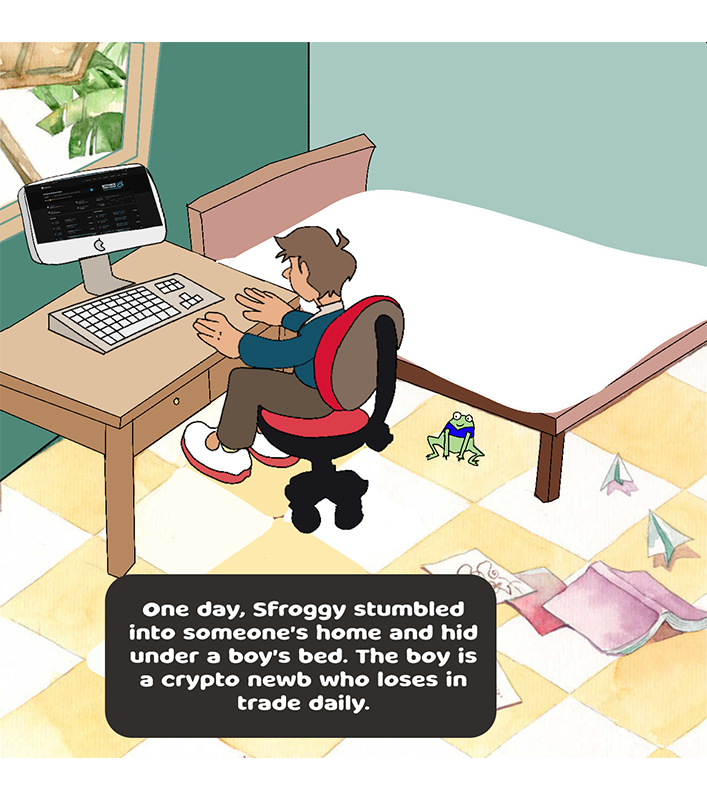 One day, Sfroggy stumbled
into someone's home and hid
under a boy's bed. The boy is
a crypto newb who loses in
trade daily.